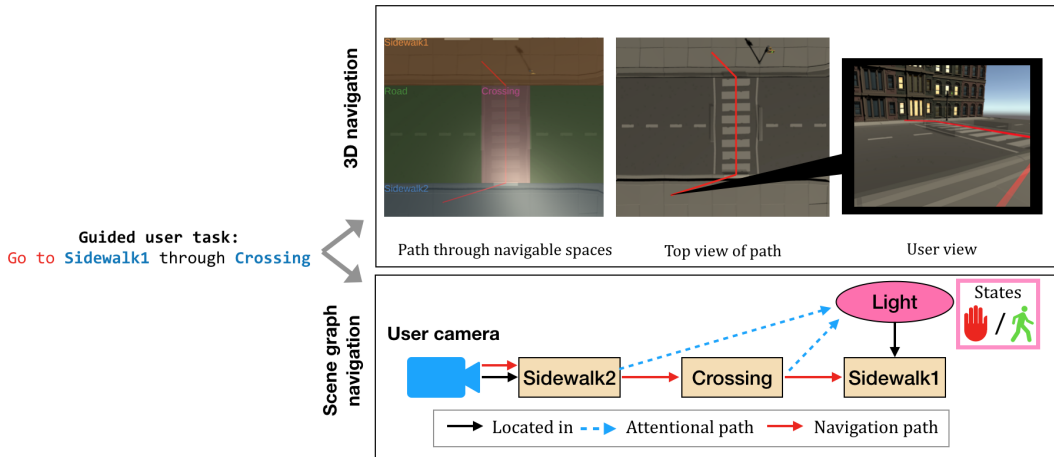 3D navigation
Sidewalk1
Road
Crossing
Sidewalk2
Path through navigable spaces
Top view of path
User view
Guided user task:
Go to Sidewalk1 through Crossing
Scene graph
navigation
User camera
Light
States
/
Sidewalk2
Crossing
Sidewalk1
Located in
Attentional path
Navigation path